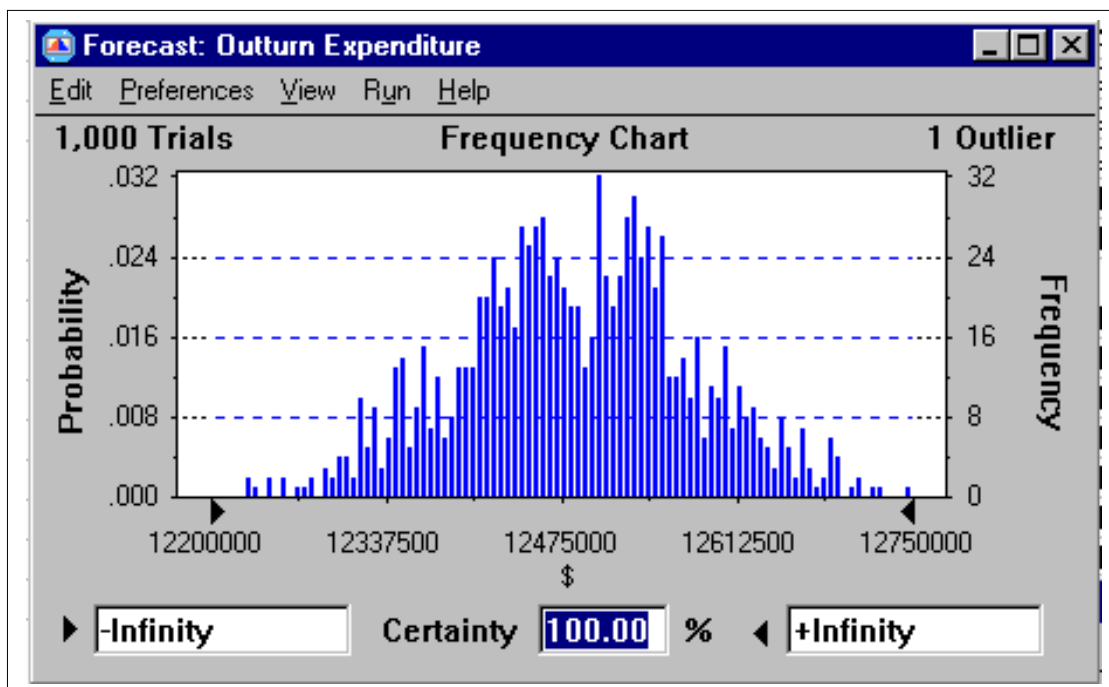 Forecast: Outturn Expenditure
Edit Preferences View Run Help
1,000 Trials Frequency Chart 1 Outlier
.032 32
.024 24
.016 16
.008 8
.000 0
Probability
Frequency
12200000 12337500 12475000 12612500 12750000
$
-Infinity Certainty 100.00 % +Infinity